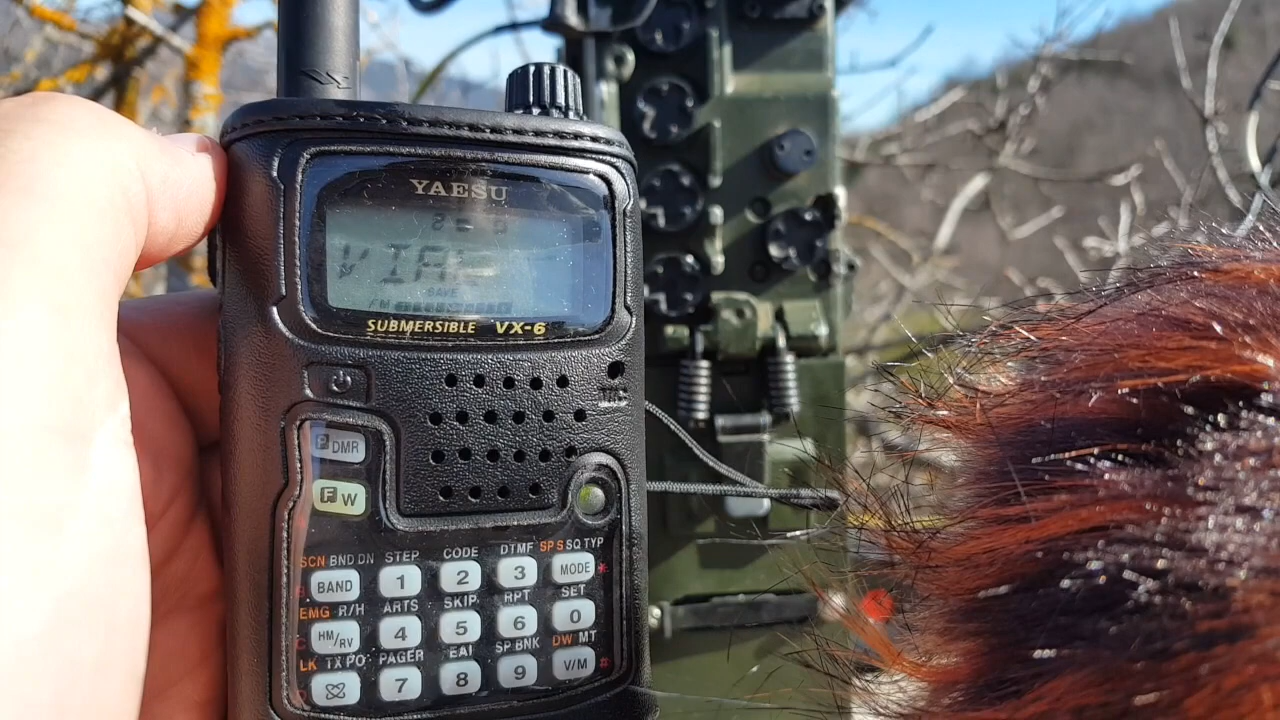 YAESU
SAVE
SUBMERSIBLE VX-6
P DMR
F W
SCN BND DN STEP CODE DTMF SP S SQ TYP
BAND 1 2 3 MODE *
EMG R/H ARTS SKIP RPT SET
HM/RV 4 5 6 0
LK TX PO PAGER EAI SP BNK DW MT
7 8 9 V/M #